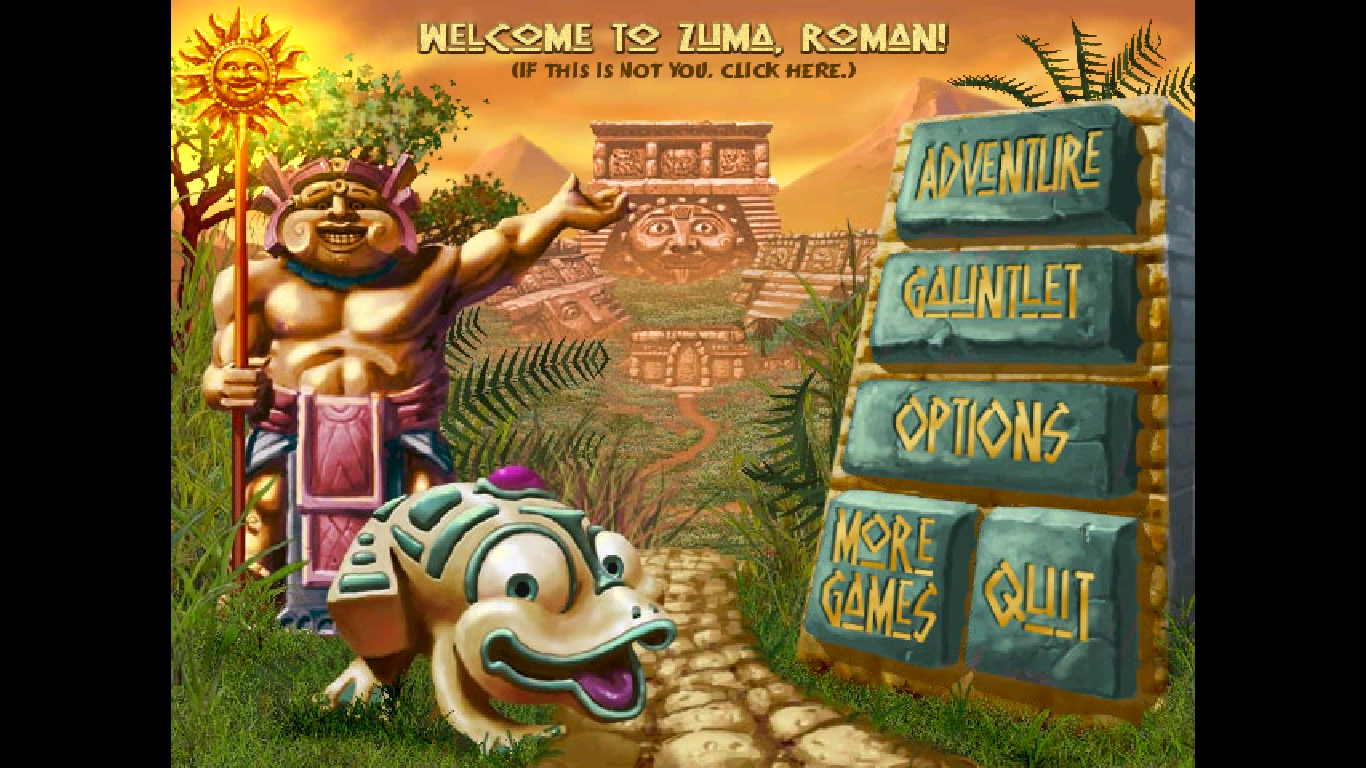 WELCOME TO ZUMA, ROMAN!
(IF THIS IS NOT YOU, CLICK HERE.)
ADVENTURE
GAUNTLET
OPTIONS
MORE
GAMES
QUIT